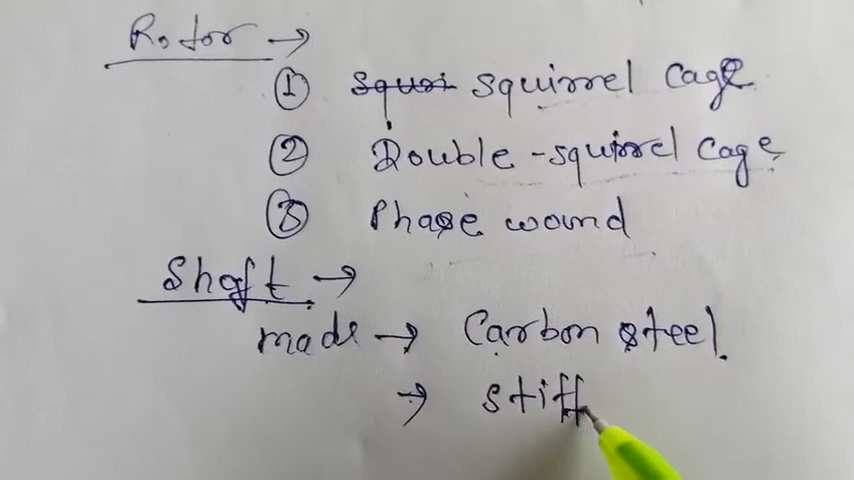 Rotor →
① squirrel cage
② Double-squirrel cage
③ Phase wound
Shaft →
made → Carbon steel.
→ stiff